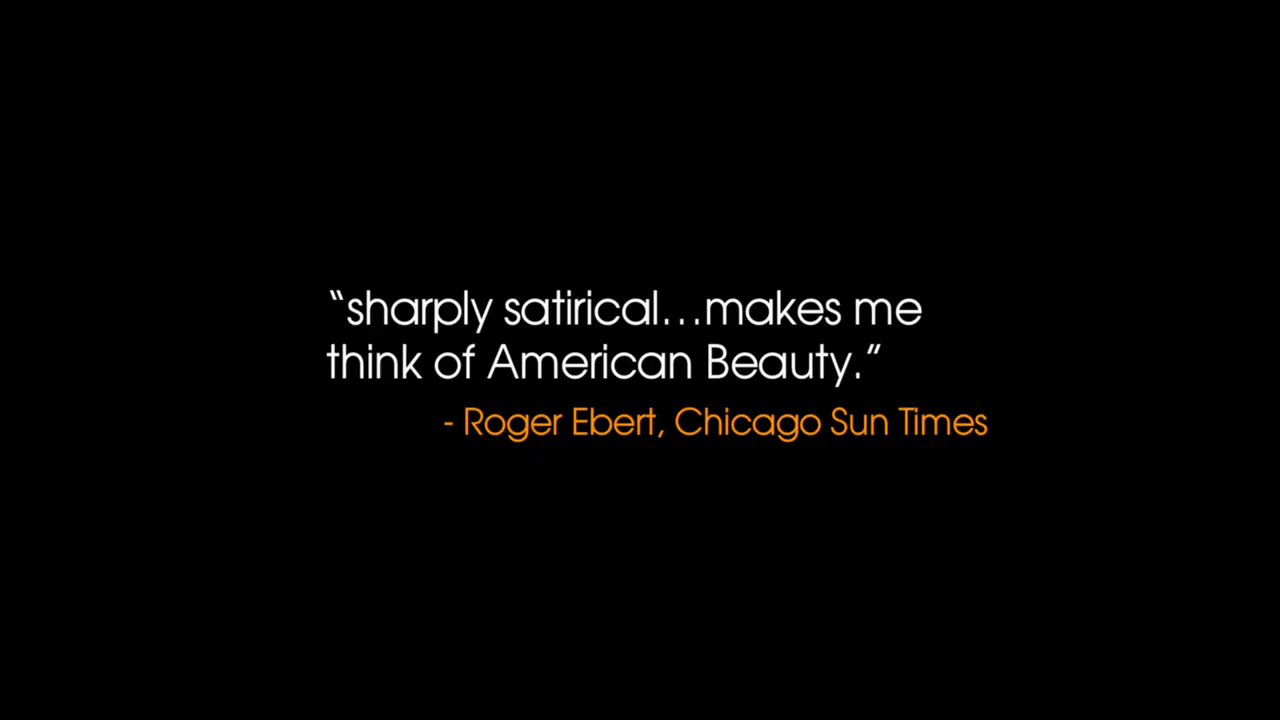 “sharply satirical...makes me
think of American Beauty.”
- Roger Ebert, Chicago Sun Times